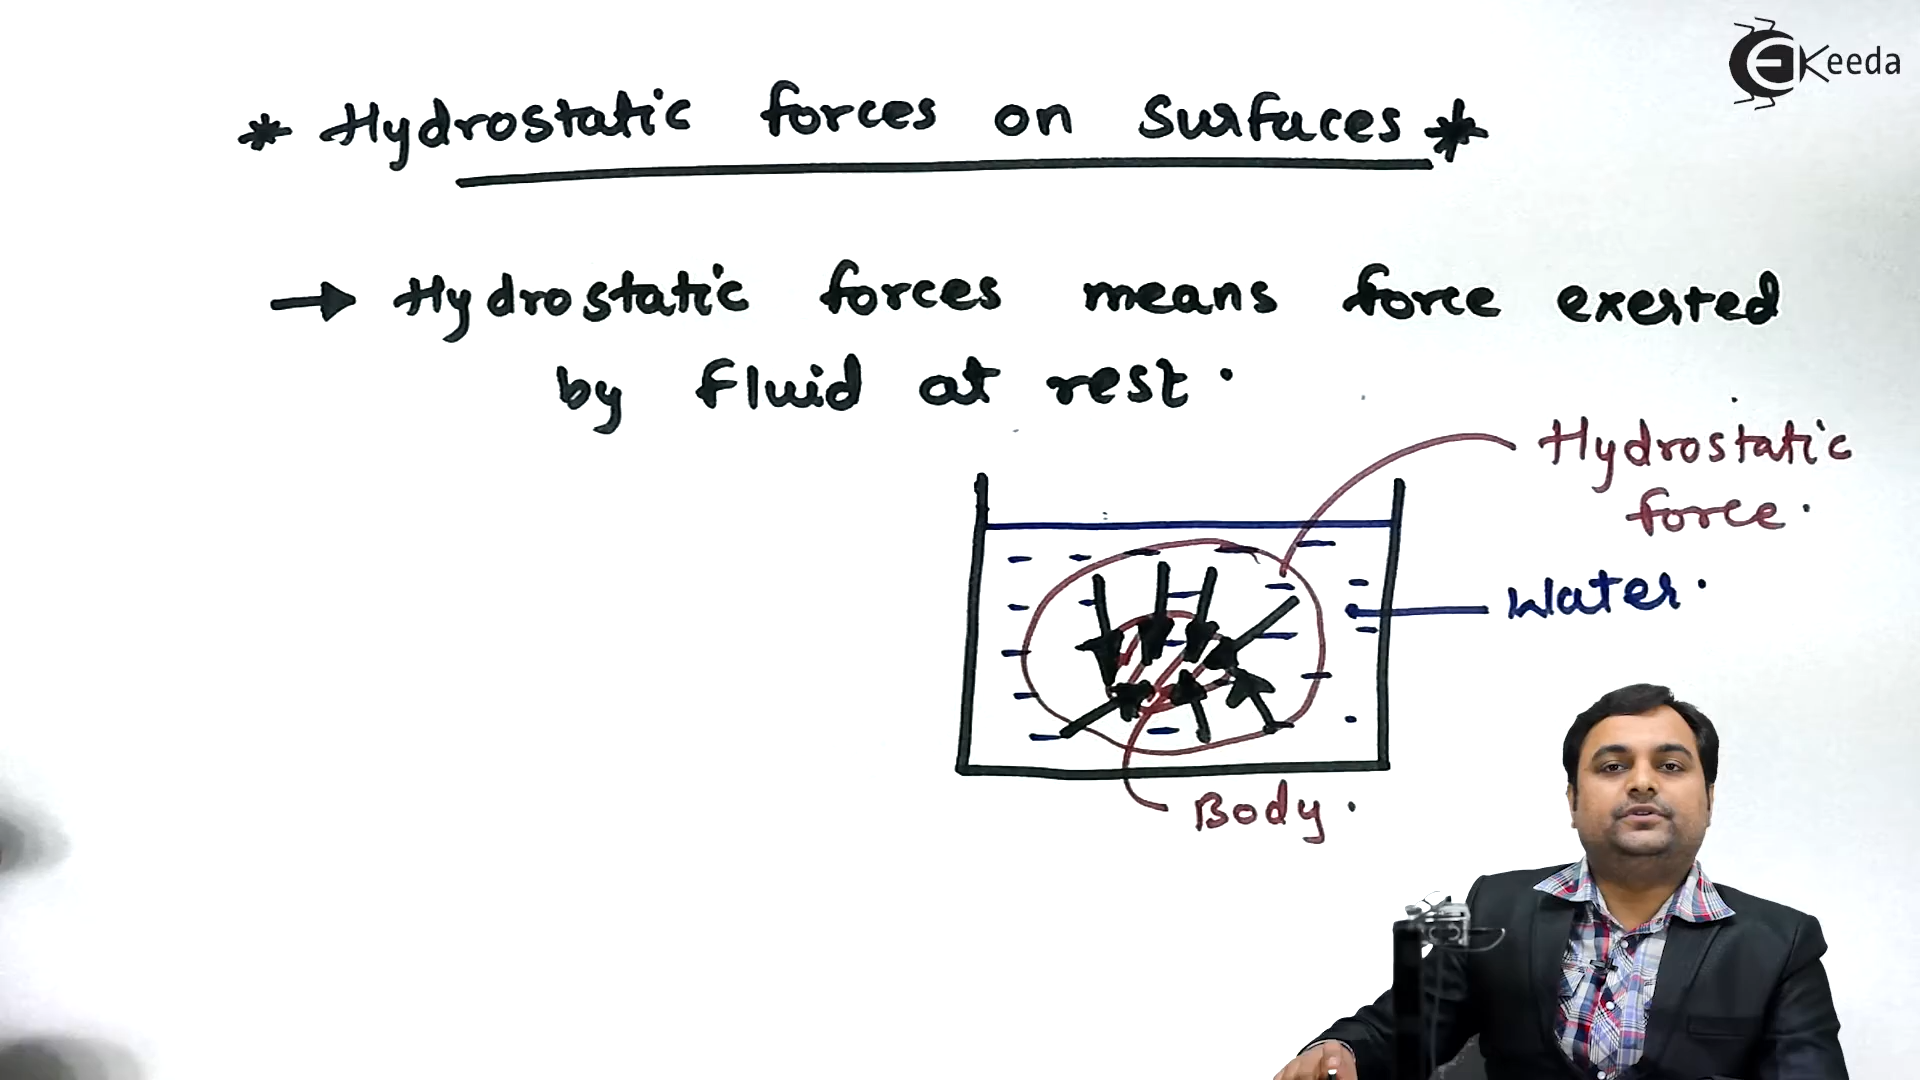 Ekeeda
* Hydrostatic forces on Surfaces *
→ Hydrostatic forces means force exerted
by fluid at rest.
Hydrostatic
force.
Water.
Body.